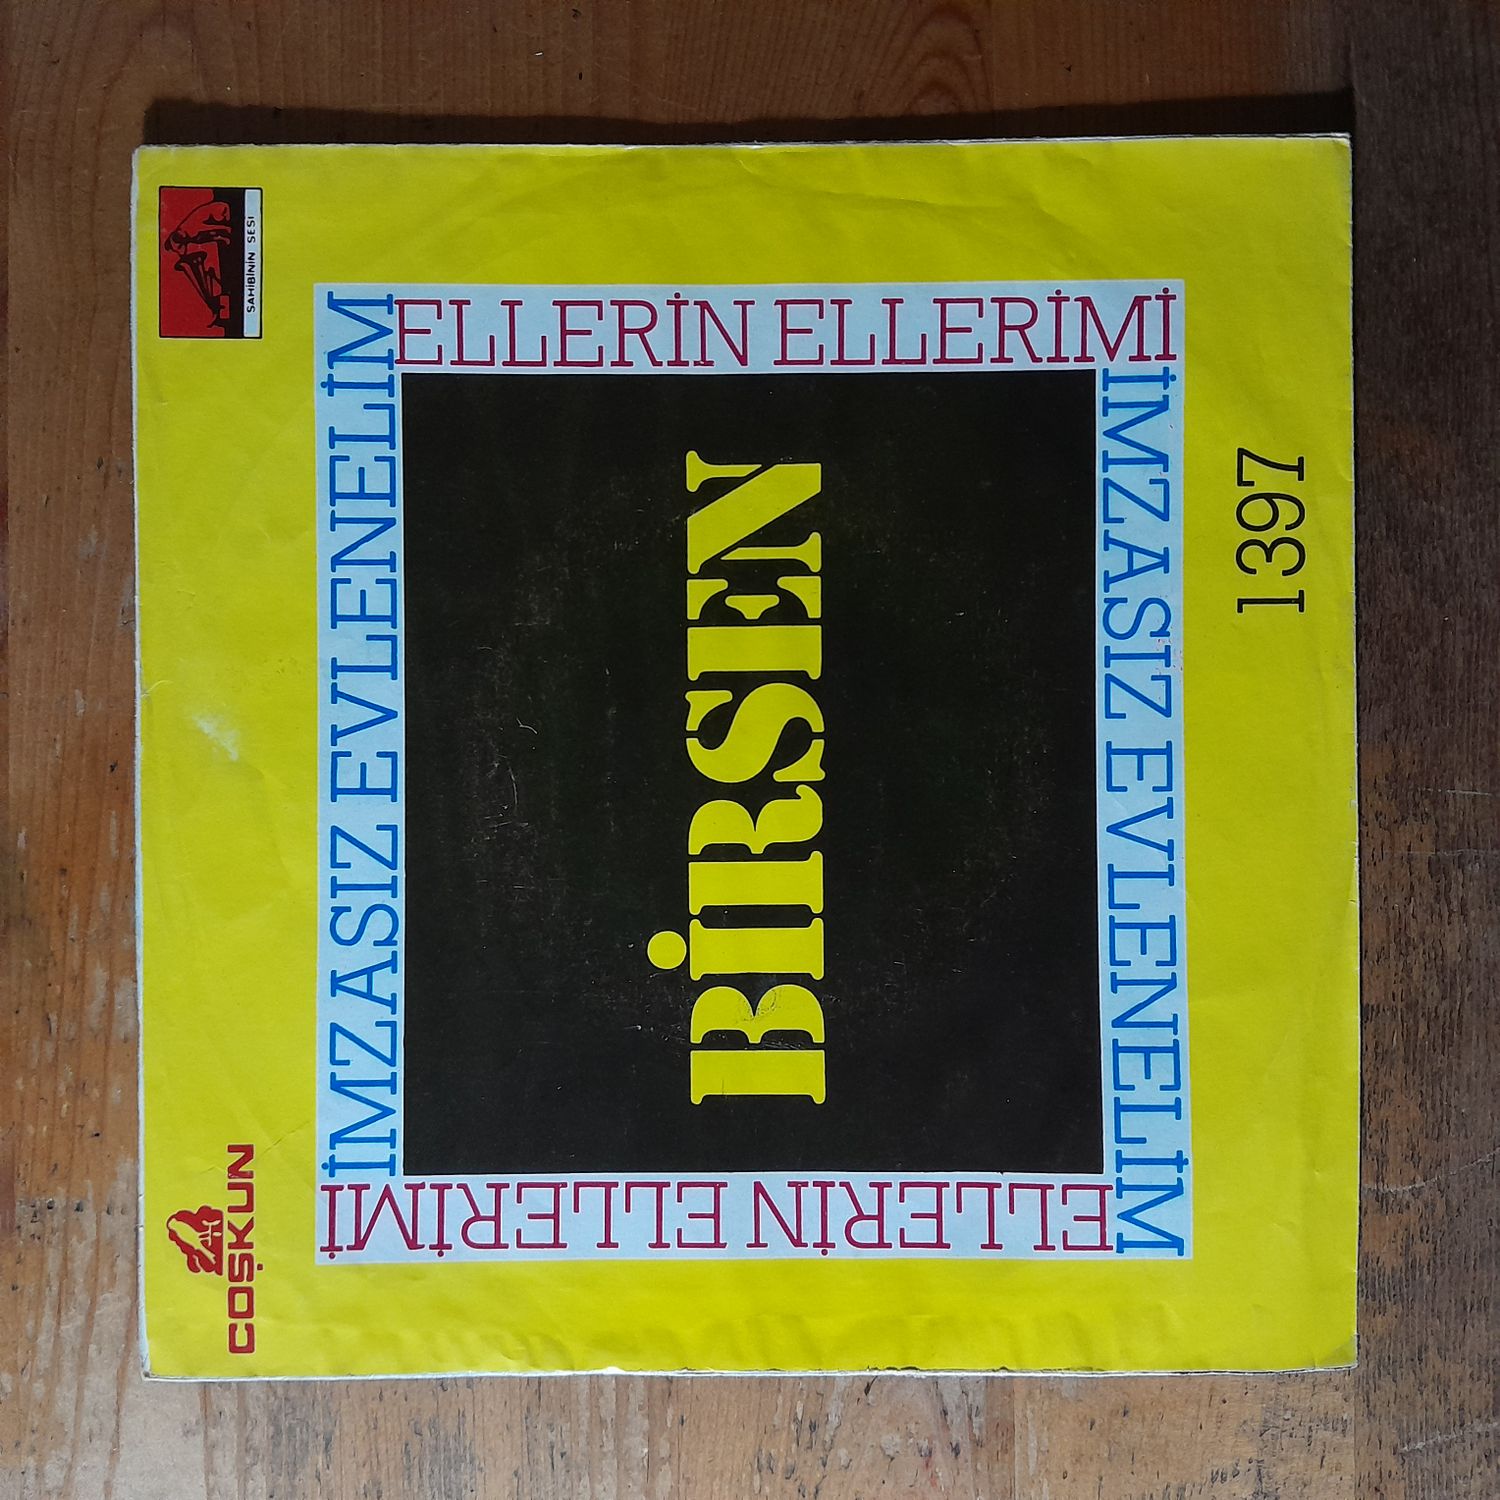 COŞKUN
SAHİBİNİN SESİ
İMZASIZ EVLENELİM
ELLERİN ELLERİMİ
İMZASIZ EVLENELİM
ELLERİN ELLERİMİ
BİRSEN
1397